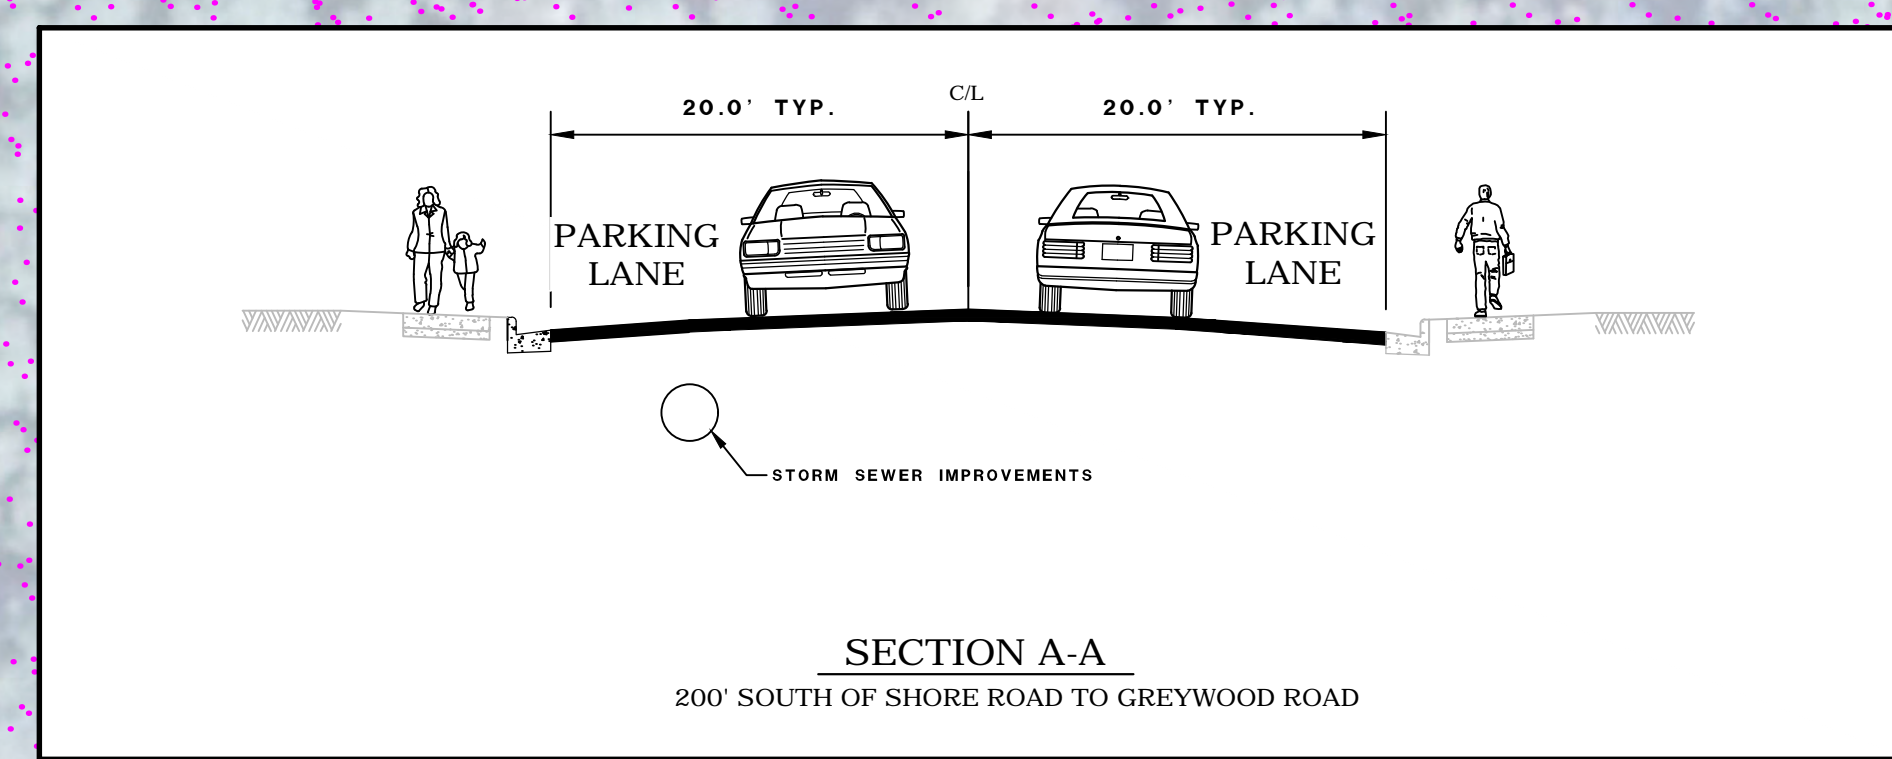 C/L
20.0' TYP.
20.0' TYP.
PARKING
LANE
PARKING
LANE
STORM SEWER IMPROVEMENTS
SECTION A-A
200' SOUTH OF SHORE ROAD TO GREYWOOD ROAD